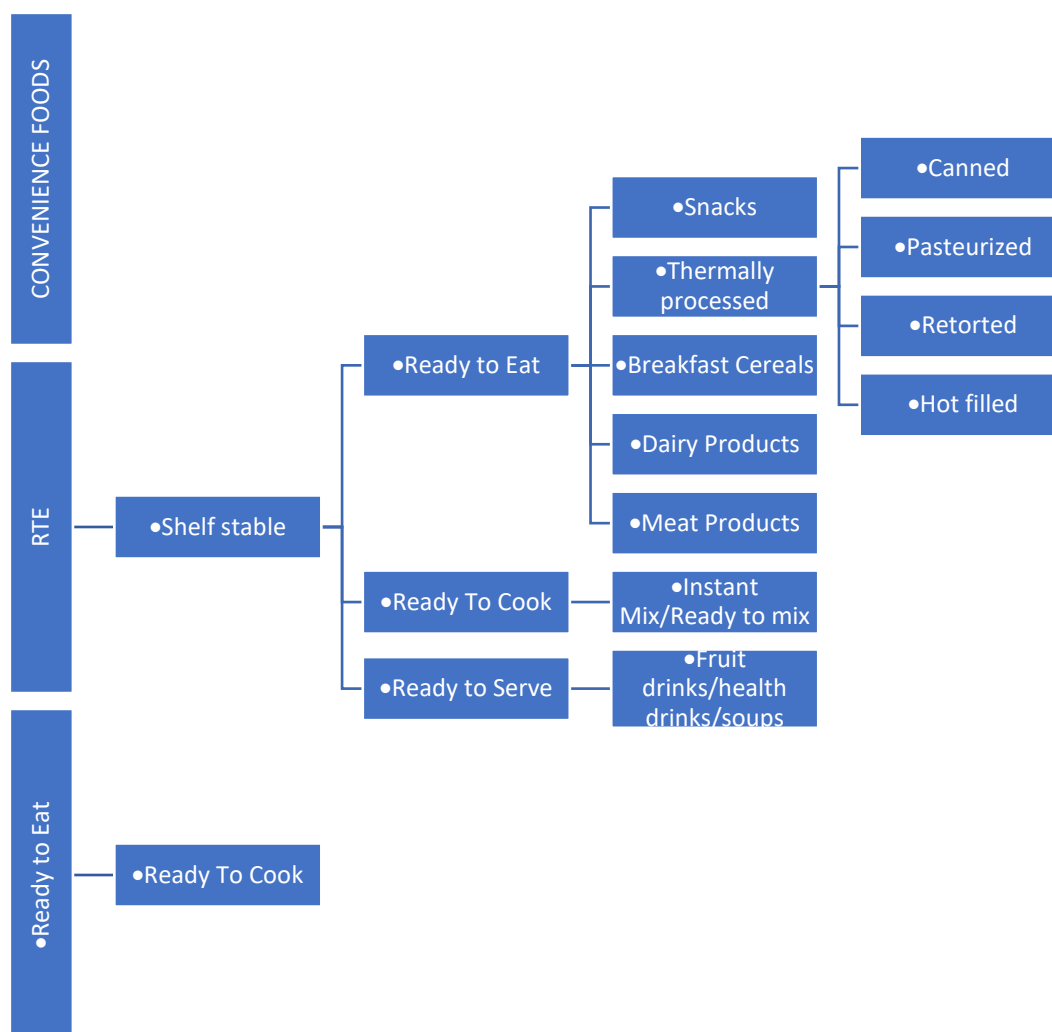 CONVENIENCE FOODS
RTE
•Ready to Eat
•Shelf stable
•Ready To Cook
•Ready to Eat
•Ready To Cook
•Ready to Serve
•Snacks
•Thermally
processed
•Breakfast Cereals
•Dairy Products
•Meat Products
•Instant
Mix/Ready to mix
•Fruit
drinks/health
drinks/soups
•Canned
•Pasteurized
•Retorted
•Hot filled